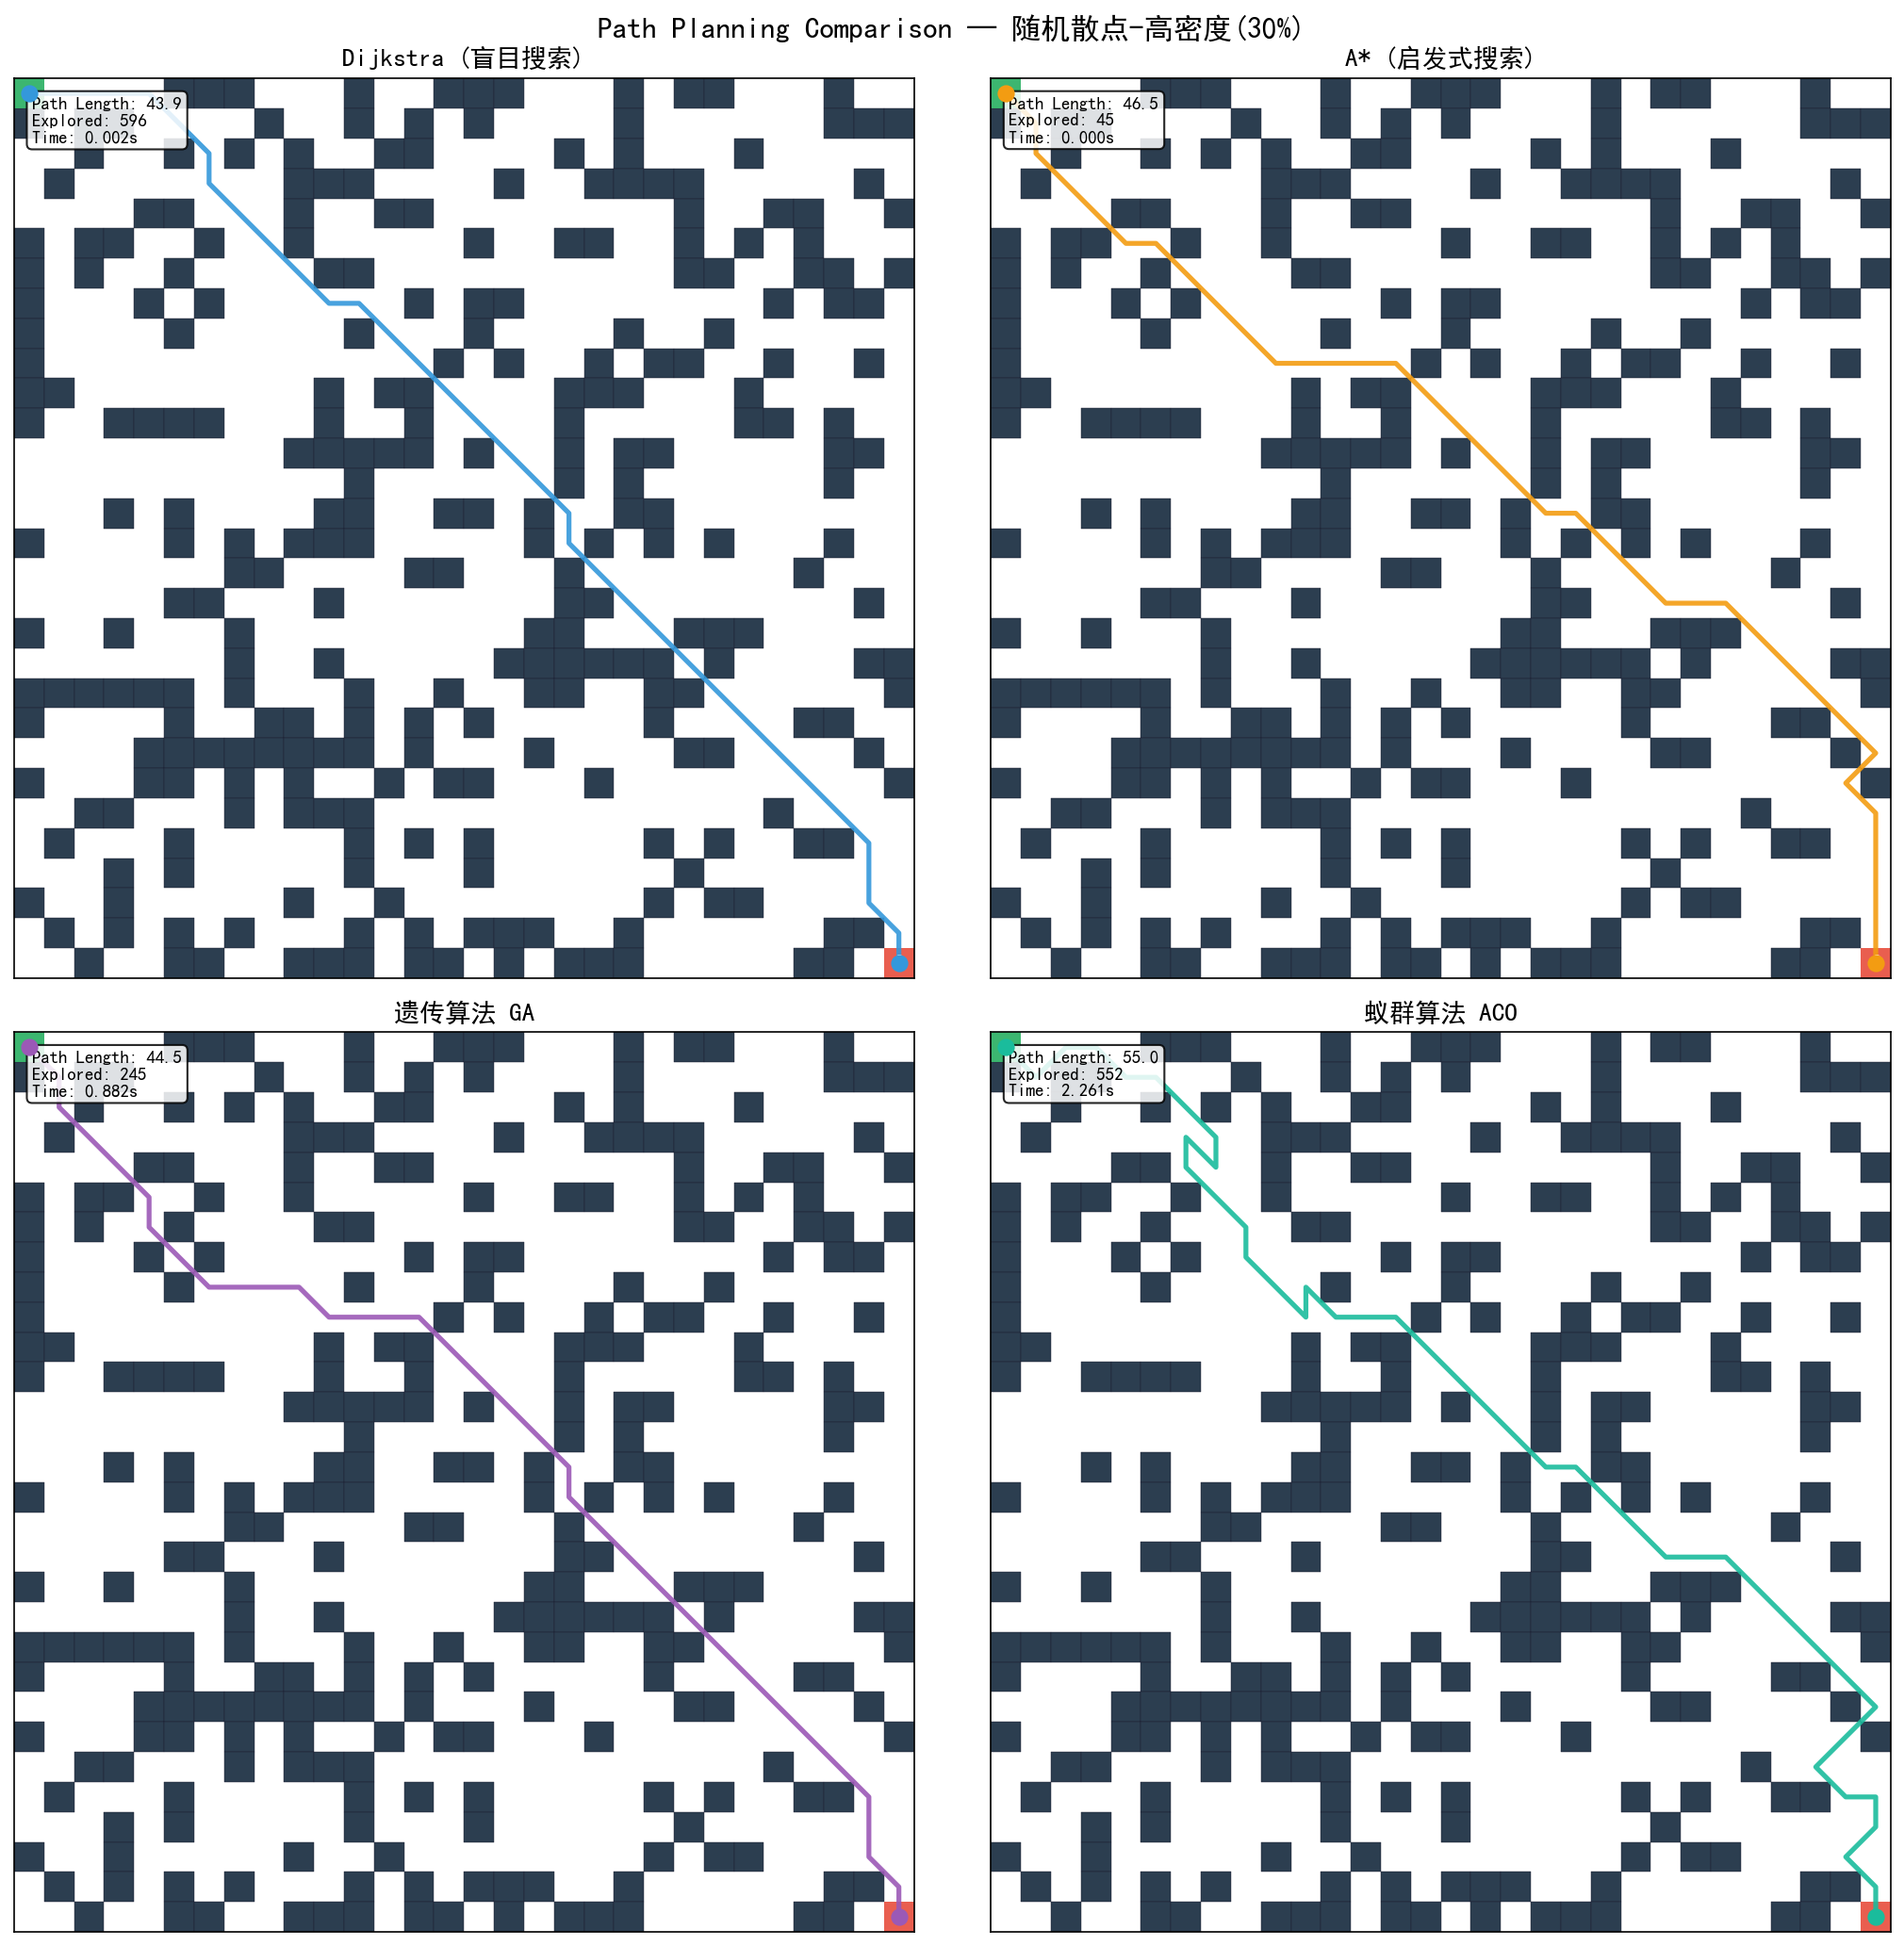 Path Planning Comparison — 随机散点-高密度(30%)
Dijkstra (盲目搜索)
Path Length: 43.9
Explored: 596
Time: 0.002s
A* (启发式搜索)
Path Length: 46.5
Explored: 45
Time: 0.000s
遗传算法 GA
Path Length: 44.5
Explored: 245
Time: 0.882s
蚁群算法 ACO
Path Length: 55.0
Explored: 552
Time: 2.261s